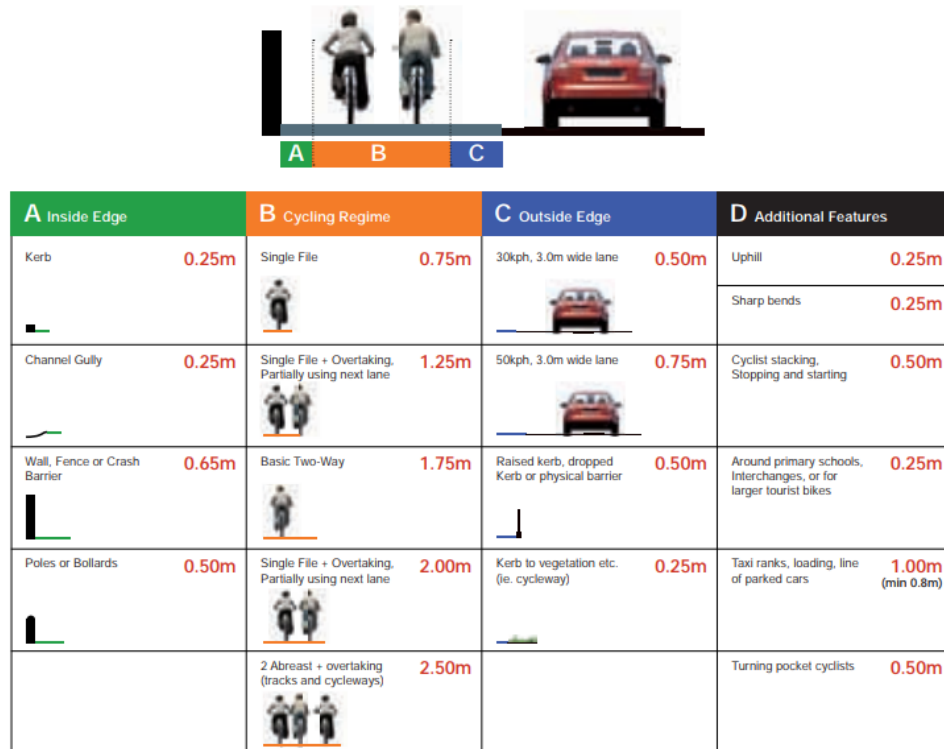 A B C
A Inside Edge
B Cycling Regime
C Outside Edge
D Additional Features
Kerb 0.25m
Single File 0.75m
30kph, 3.0m wide lane 0.50m
Uphill 0.25m
Sharp bends 0.25m
Channel Gully 0.25m
Single File + Overtaking, 1.25m
Partially using next lane
50kph, 3.0m wide lane 0.75m
Cyclist stacking, 0.50m
Stopping and starting
Wall, Fence or Crash 0.65m
Barrier
Basic Two-Way 1.75m
Raised kerb, dropped 0.50m
Kerb or physical barrier
Around primary schools, 0.25m
Interchanges, or for
larger tourist bikes
Poles or Bollards 0.50m
Single File + Overtaking, 2.00m
Partially using next lane
Kerb to vegetation etc. 0.25m
(ie. cycleway)
Taxi ranks, loading, line 1.00m
of parked cars (min 0.8m)
2 Abreast + overtaking 2.50m
(tracks and cycleways)
Turning pocket cyclists 0.50m